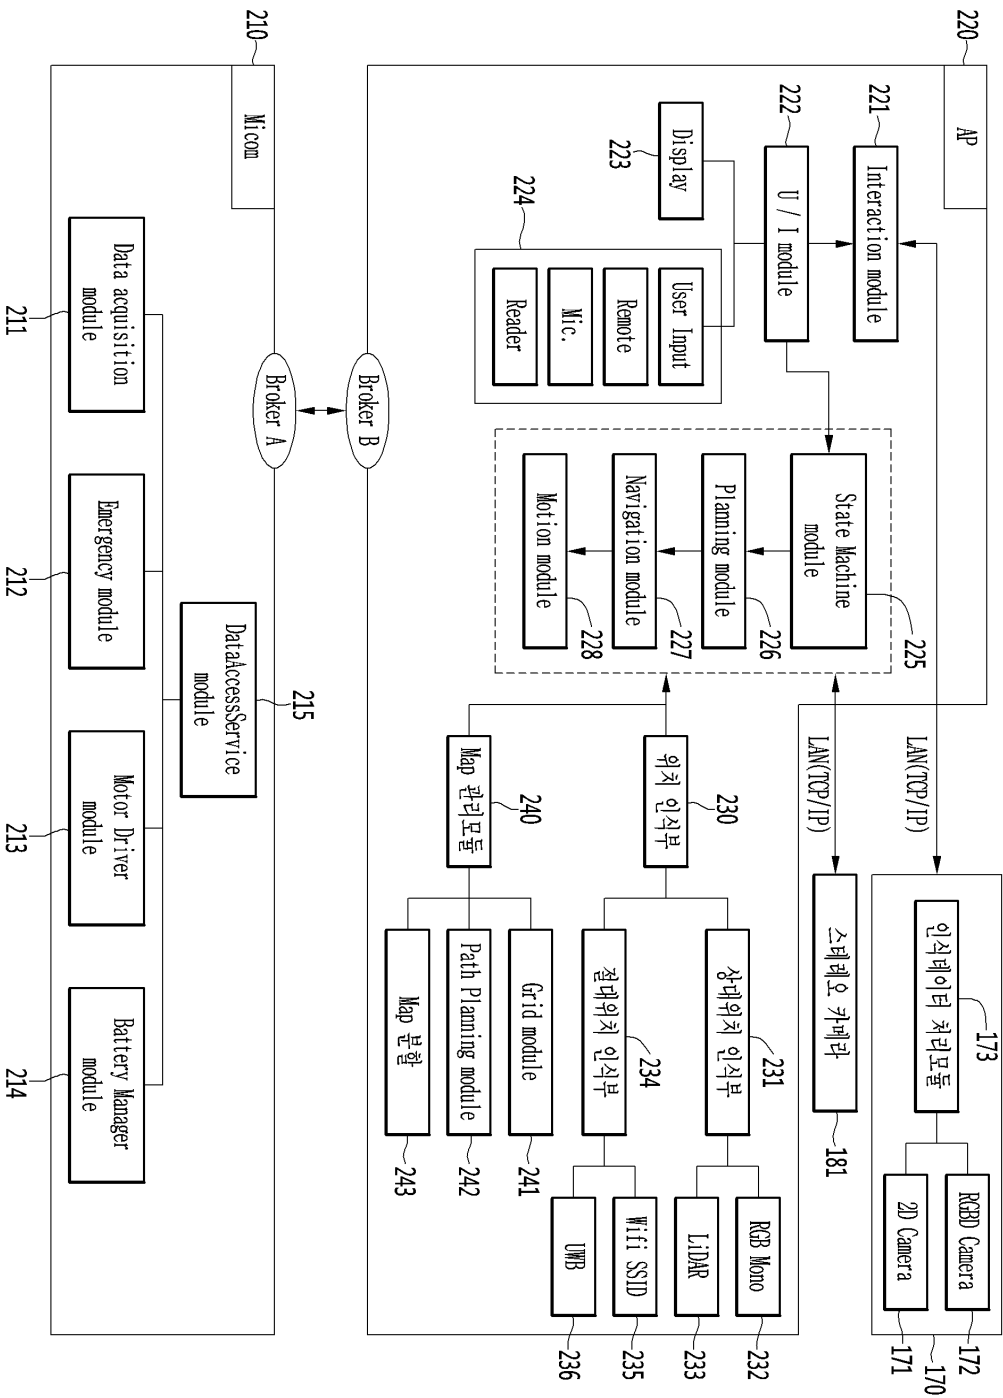 220
AP
221
Interaction module
222
U / I module
Display
223
224
User Input
Remote
Mic.
Reader
State Machine
module
225
Planning module
226
Navigation module
227
Motion module
228
LAN(TCP/IP)
LAN(TCP/IP)
인식데이터 처리모듈
173
RGBD Camera
172
2D Camera
171
170
스테레오 카메라
181
위치 인식부
230
상대위치 인식부
231
RGB Mono
232
LiDAR
233
절대위치 인식부
234
Wifi SSID
235
UWB
236
Map 관리모듈
240
Grid module
241
Path Planning module
242
Map 분할
243
Broker B
Broker A
210
Micom
DataAccessService
module
215
Data acquisition
module
211
Emergency module
212
Motor Driver
module
213
Battery Manager
module
214